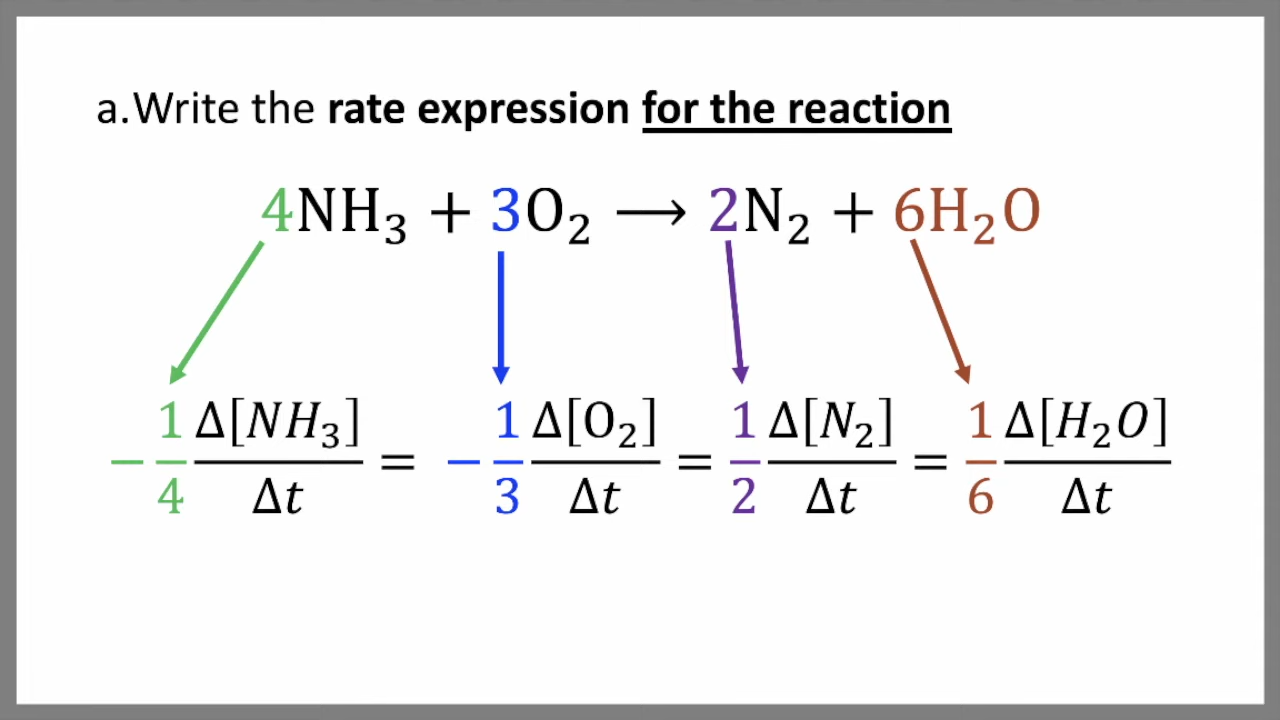 a.Write the rate expression for the reaction
4NH₃ + 3O₂ ⟶ 2N₂ + 6H₂O
−1/4 Δ[NH₃]/Δt = −1/3 Δ[O₂]/Δt = 1/2 Δ[N₂]/Δt = 1/6 Δ[H₂O]/Δt